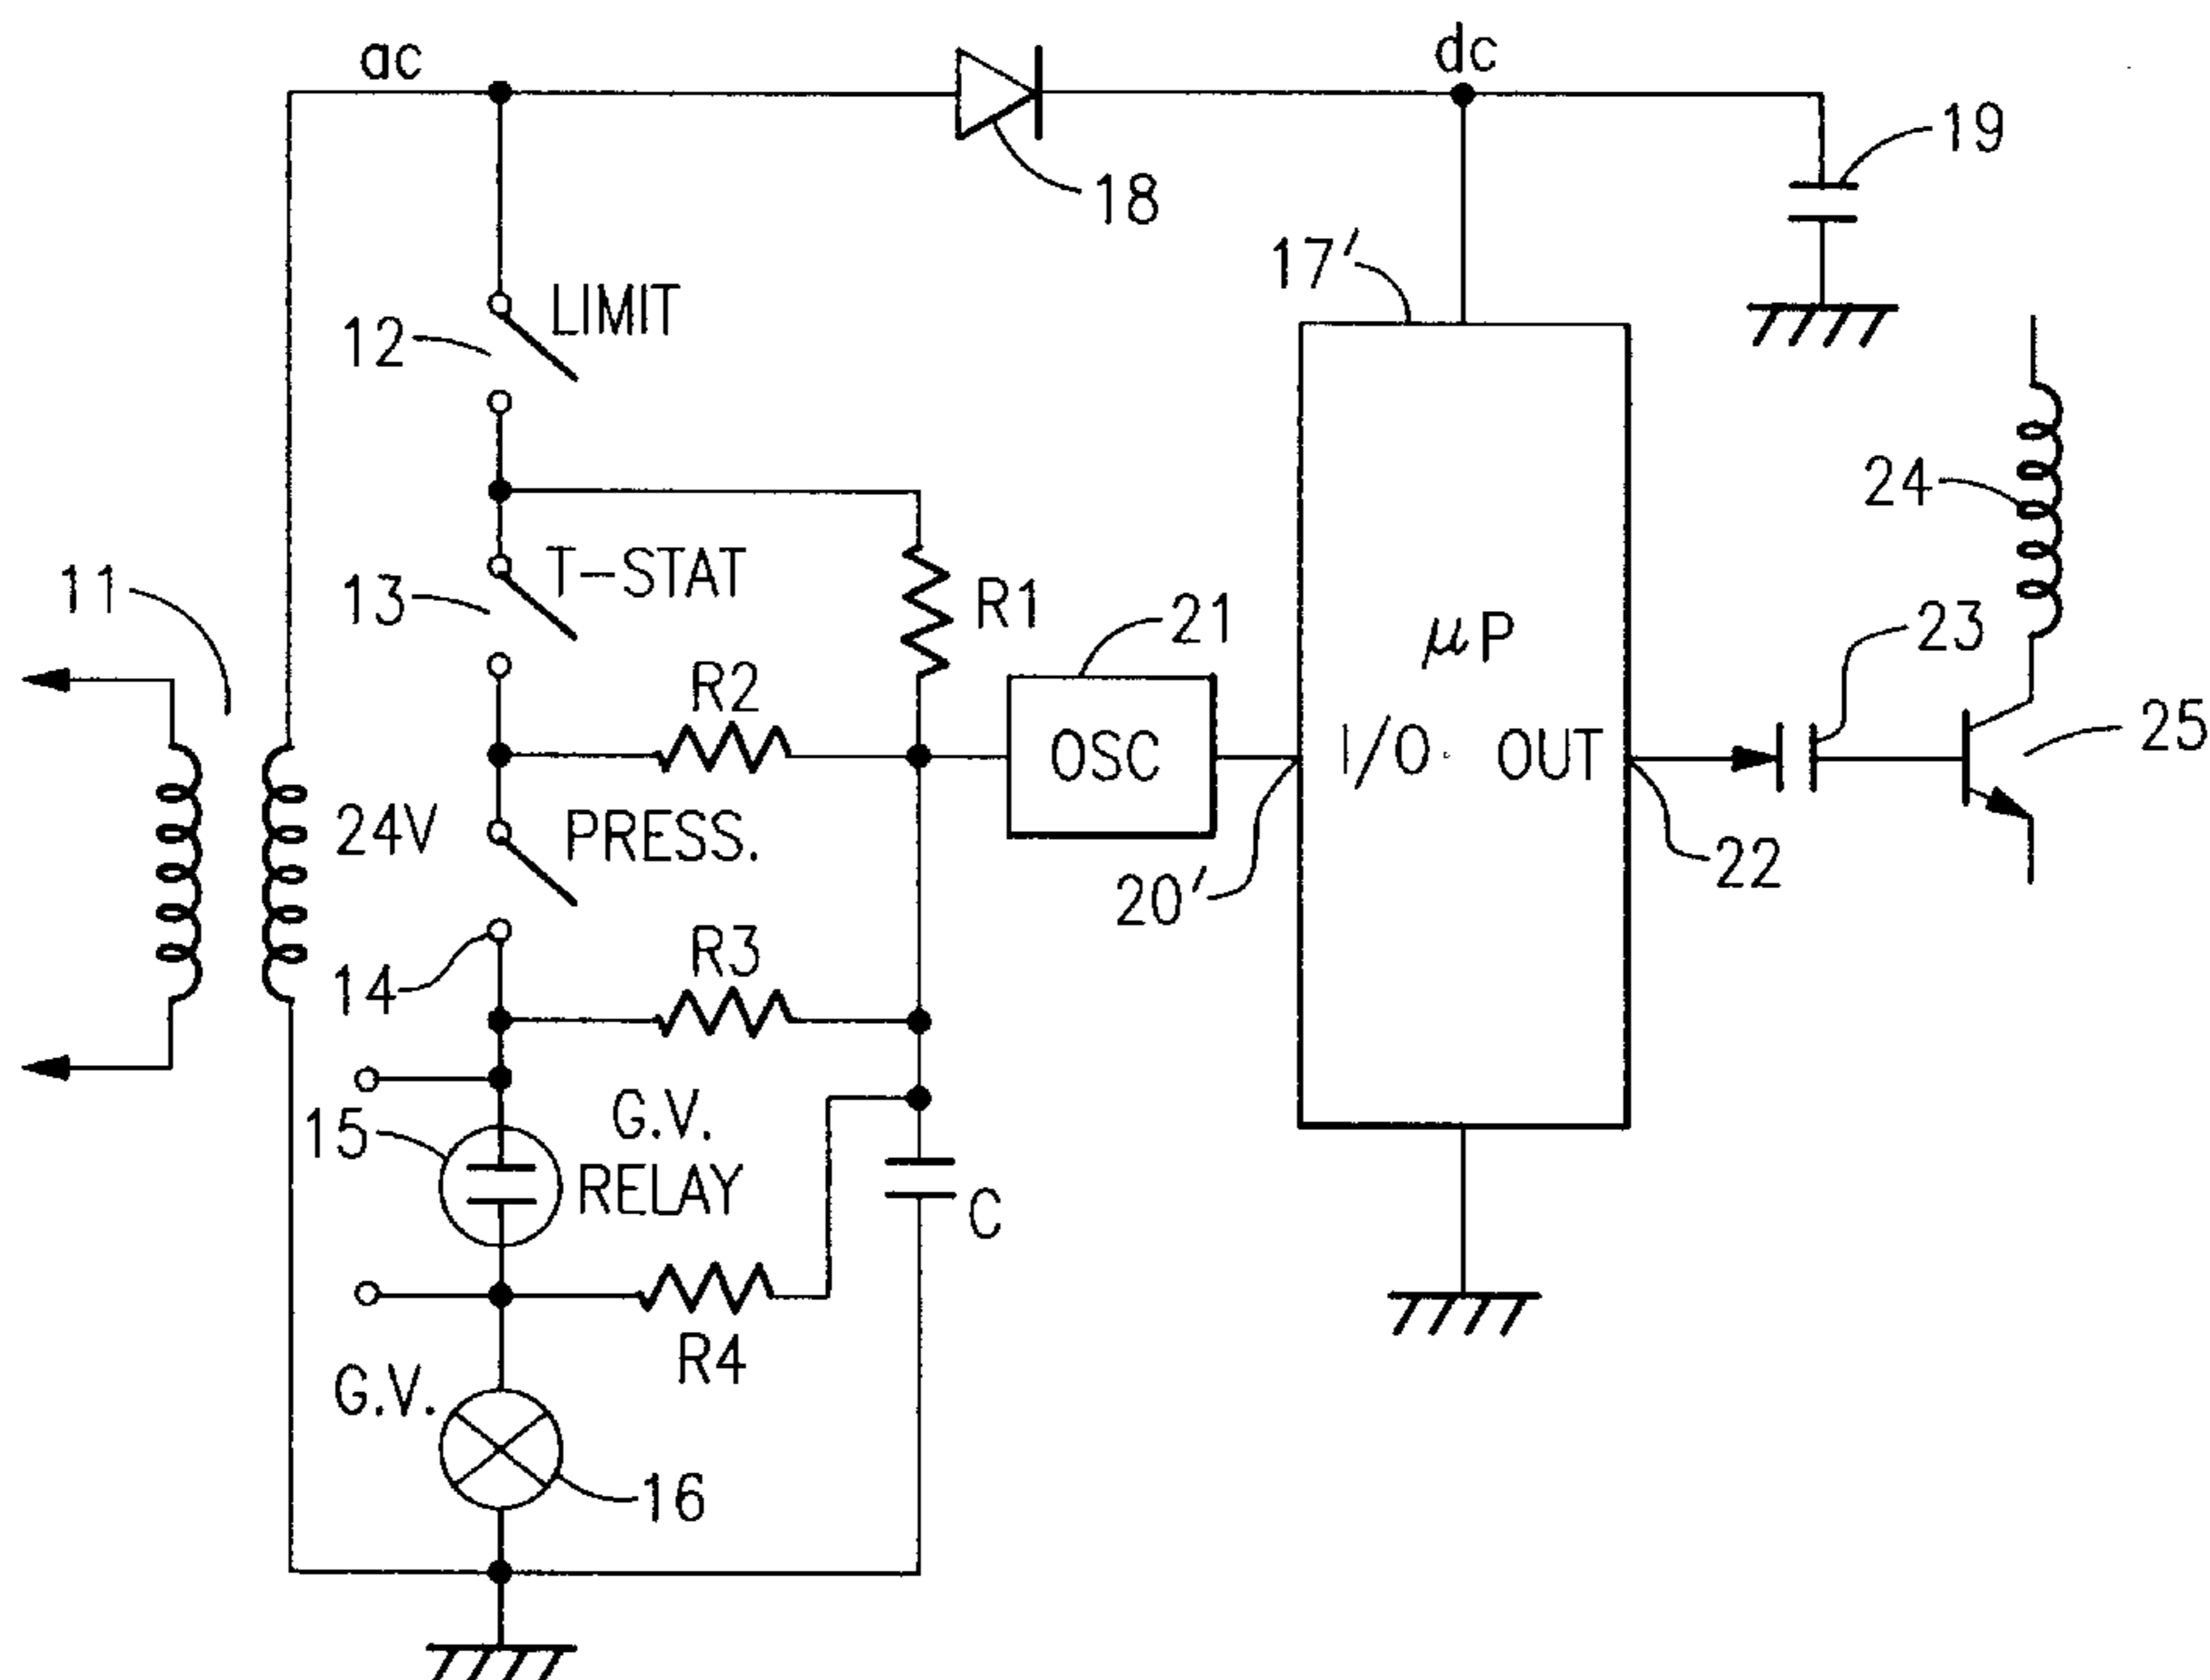 ac
dc
19
18
17′
LIMIT
12
24
T-STAT
13
11
R1
21
23
μP
R2
OSC
I/O
OUT
25
24V
PRESS.
20′
22
R3
14
G.V.
RELAY
15
C
R4
G.V.
16